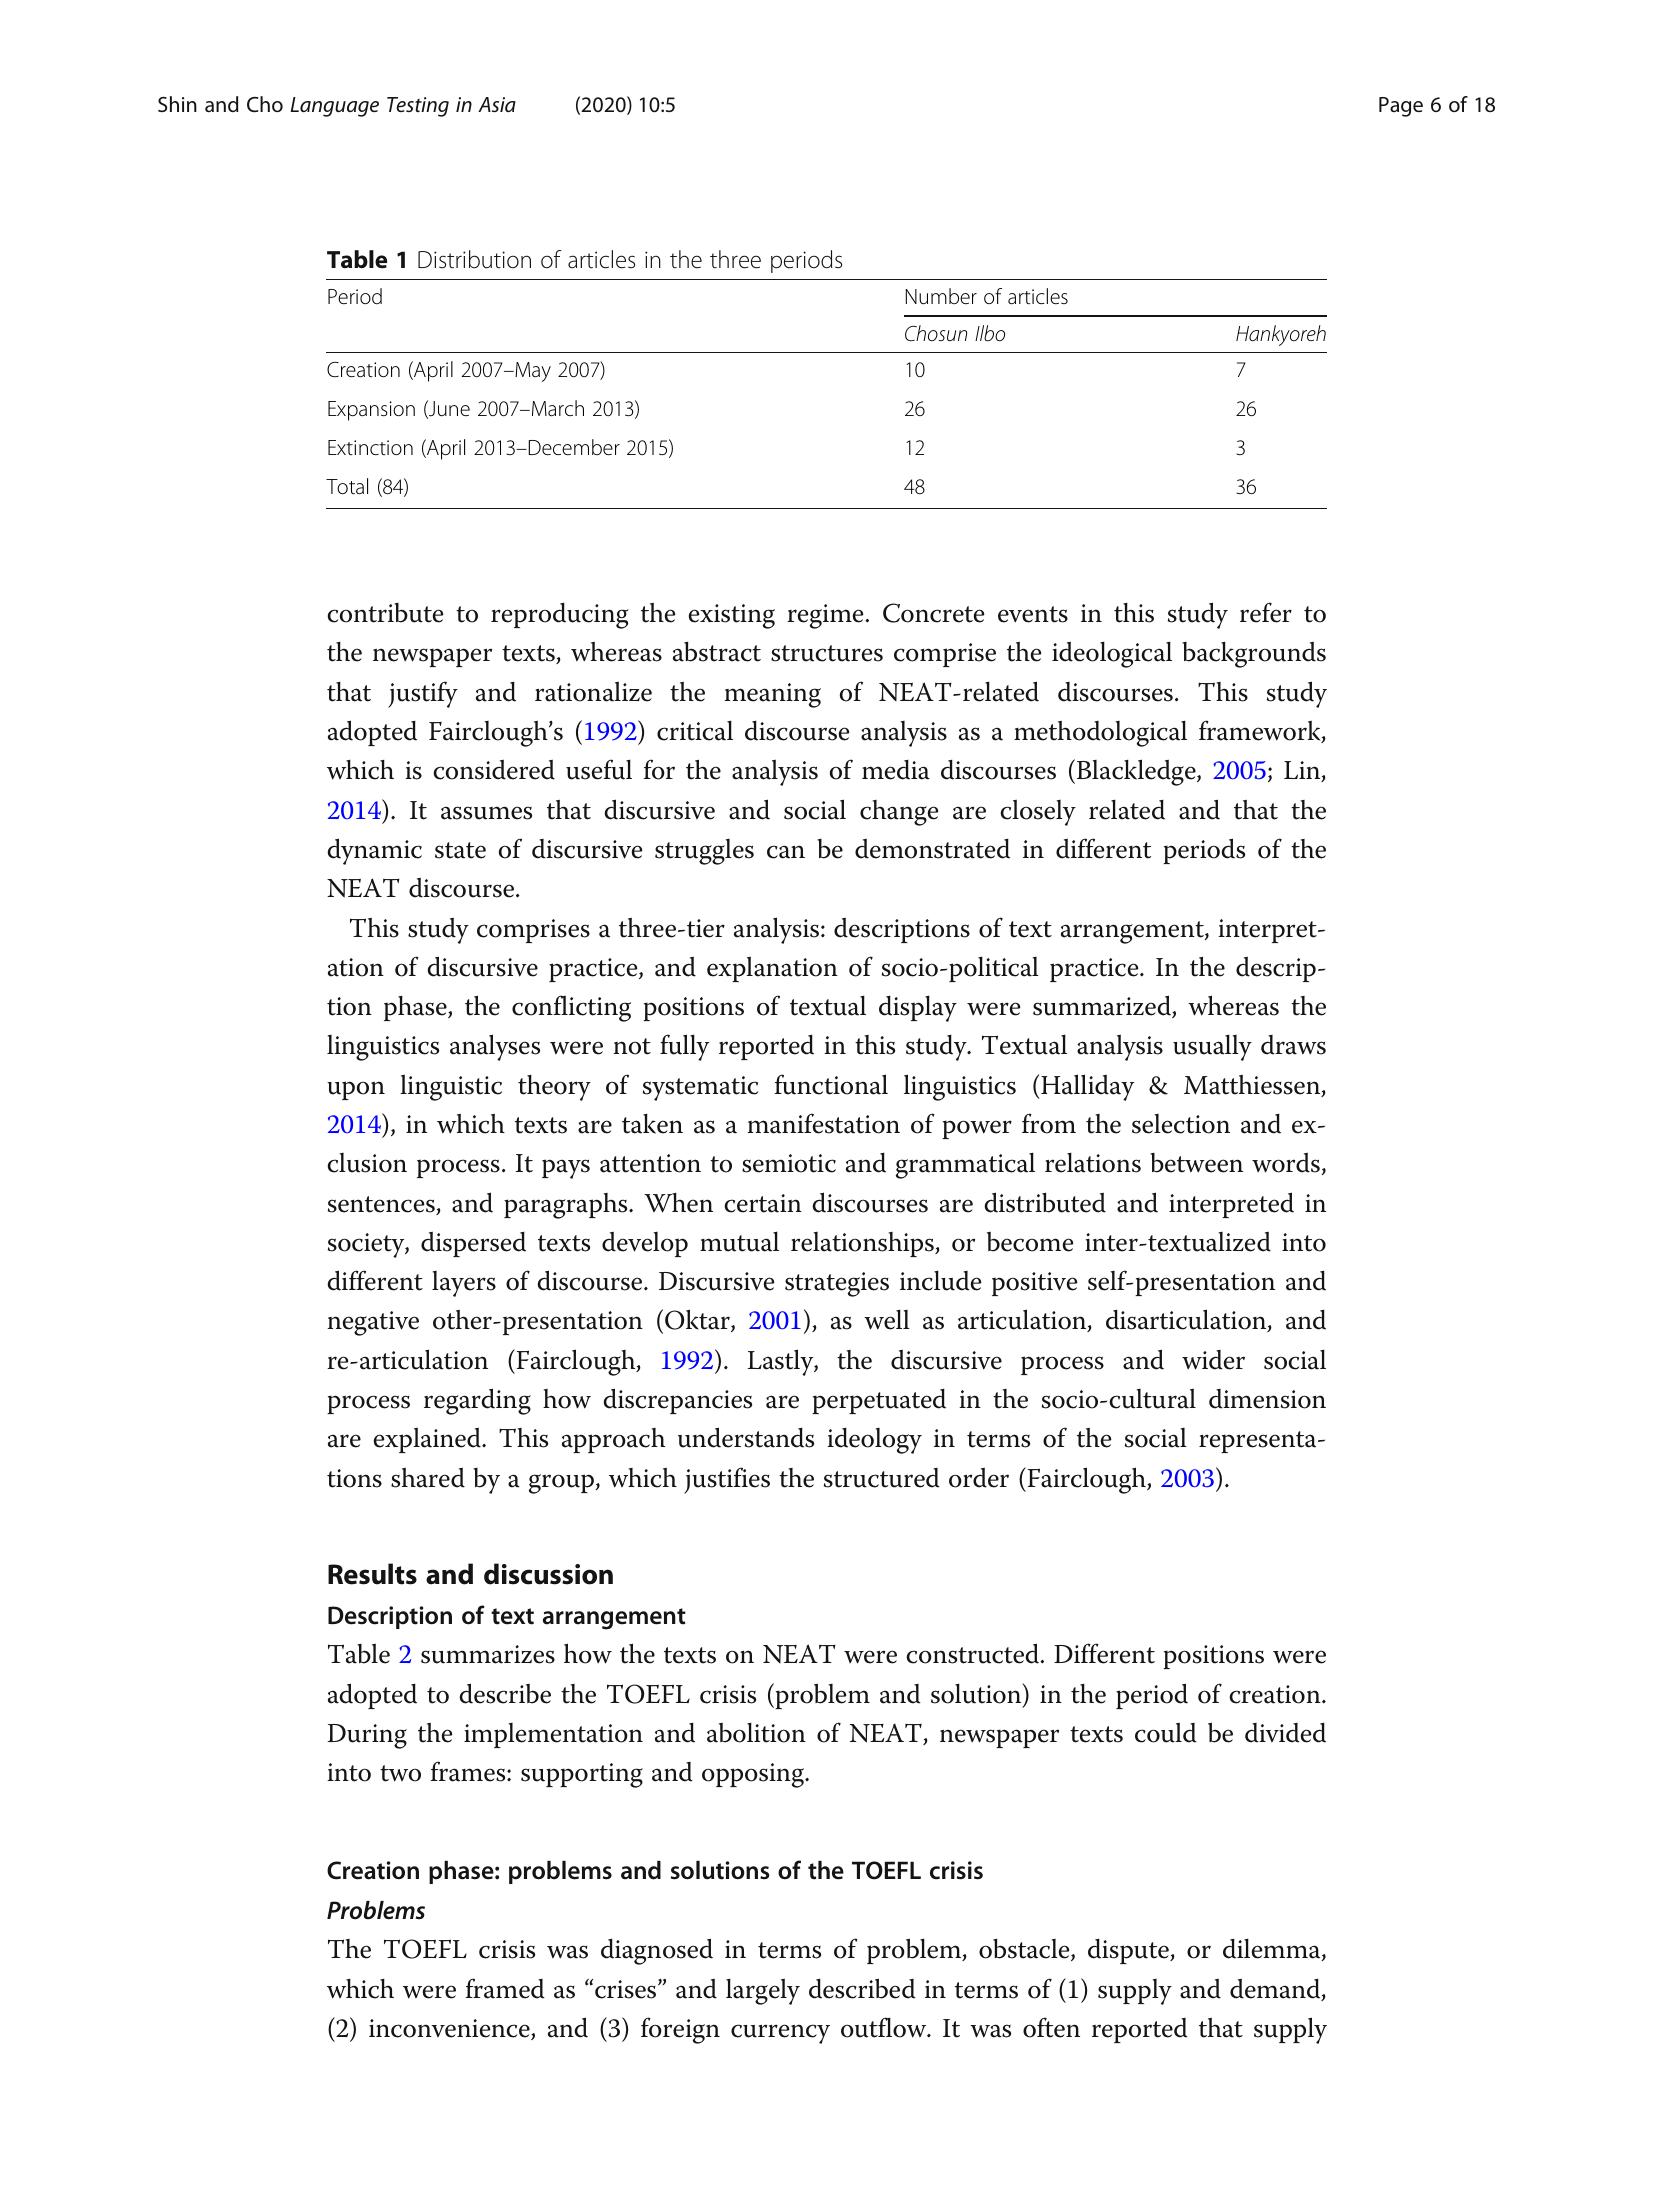 Shin and Cho Language Testing in Asia (2020) 10:5 Page 6 of 18
Table 1 Distribution of articles in the three periods
Period Number of articles
Chosun Ilbo Hankyoreh
Creation (April 2007–May 2007) 10 7
Expansion (June 2007–March 2013) 26 26
Extinction (April 2013–December 2015) 12 3
Total (84) 48 36
contribute to reproducing the existing regime. Concrete events in this study refer to
the newspaper texts, whereas abstract structures comprise the ideological backgrounds
that justify and rationalize the meaning of NEAT-related discourses. This study
adopted Fairclough’s (1992) critical discourse analysis as a methodological framework,
which is considered useful for the analysis of media discourses (Blackledge, 2005; Lin,
2014). It assumes that discursive and social change are closely related and that the
dynamic state of discursive struggles can be demonstrated in different periods of the
NEAT discourse.
This study comprises a three-tier analysis: descriptions of text arrangement, interpret-
ation of discursive practice, and explanation of socio-political practice. In the descrip-
tion phase, the conflicting positions of textual display were summarized, whereas the
linguistics analyses were not fully reported in this study. Textual analysis usually draws
upon linguistic theory of systematic functional linguistics (Halliday & Matthiessen,
2014), in which texts are taken as a manifestation of power from the selection and ex-
clusion process. It pays attention to semiotic and grammatical relations between words,
sentences, and paragraphs. When certain discourses are distributed and interpreted in
society, dispersed texts develop mutual relationships, or become inter-textualized into
different layers of discourse. Discursive strategies include positive self-presentation and
negative other-presentation (Oktar, 2001), as well as articulation, disarticulation, and
re-articulation (Fairclough, 1992). Lastly, the discursive process and wider social
process regarding how discrepancies are perpetuated in the socio-cultural dimension
are explained. This approach understands ideology in terms of the social representa-
tions shared by a group, which justifies the structured order (Fairclough, 2003).
Results and discussion
Description of text arrangement
Table 2 summarizes how the texts on NEAT were constructed. Different positions were
adopted to describe the TOEFL crisis (problem and solution) in the period of creation.
During the implementation and abolition of NEAT, newspaper texts could be divided
into two frames: supporting and opposing.
Creation phase: problems and solutions of the TOEFL crisis
Problems
The TOEFL crisis was diagnosed in terms of problem, obstacle, dispute, or dilemma,
which were framed as “crises” and largely described in terms of (1) supply and demand,
(2) inconvenience, and (3) foreign currency outflow. It was often reported that supply